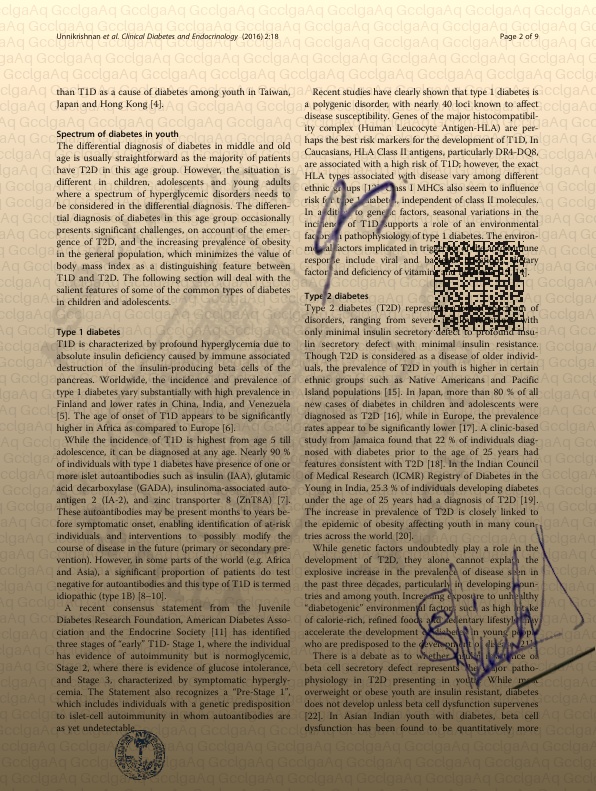 Unnikrishnan et al. Clinical Diabetes and Endocrinology (2016) 2:18
Page 2 of 9
than T1D as a cause of diabetes among youth in Taiwan,
Japan and Hong Kong [4].
Spectrum of diabetes in youth
The differential diagnosis of diabetes in middle and old
age is usually straightforward as the majority of patients
have T2D in this age group. However, the situation is
different in children, adolescents and young adults
where a spectrum of hyperglycemic disorders needs to
be considered in the differential diagnosis. The differen-
tial diagnosis of diabetes in this age group occasionally
presents significant challenges, on account of the emer-
gence of T2D, and the increasing prevalence of obesity
in the general population, which minimizes the value of
body mass index as a distinguishing feature between
T1D and T2D. The following section will deal with the
salient features of some of the common types of diabetes
in children and adolescents.
Type 1 diabetes
T1D is characterized by profound hyperglycemia due to
absolute insulin deficiency caused by immune associated
destruction of the insulin-producing beta cells of the
pancreas. Worldwide, the incidence and prevalence of
type 1 diabetes vary substantially with high prevalence in
Finland and lower rates in China, India, and Venezuela
[5]. The age of onset of T1D appears to be significantly
higher in Africa as compared to Europe [6].
While the incidence of T1D is highest from age 5 till
adolescence, it can be diagnosed at any age. Nearly 90 %
of individuals with type 1 diabetes have presence of one or
more islet autoantibodies such as insulin (IAA), glutamic
acid decarboxylase (GADA), insulinoma-associated auto-
antigen 2 (IA-2), and zinc transporter 8 (ZnT8A) [7].
These autoantibodies may be present months to years be-
fore symptomatic onset, enabling identification of at-risk
individuals and interventions to possibly modify the
course of disease in the future (primary or secondary pre-
vention). However, in some parts of the world (e.g. Africa
and Asia), a significant proportion of patients do test
negative for autoantibodies and this type of T1D is termed
idiopathic (type 1B) [8–10].
A recent consensus statement from the Juvenile
Diabetes Research Foundation, American Diabetes Asso-
ciation and the Endocrine Society [11] has identified
three stages of "early" T1D- Stage 1, where the individual
has evidence of autoimmunity but is normoglycemic,
Stage 2, where there is evidence of glucose intolerance,
and Stage 3, characterized by symptomatic hypergly-
cemia. The Statement also recognizes a "Pre-Stage 1",
which includes individuals with a genetic predisposition
to islet-cell autoimmunity in whom autoantibodies are
as yet undetectable.
Recent studies have clearly shown that type 1 diabetes is
a polygenic disorder, with nearly 40 loci known to affect
disease susceptibility. Genes of the major histocompatibil-
ity complex (Human Leucocyte Antigen-HLA) are per-
haps the best risk markers for the development of T1D, In
Caucasians, HLA Class II antigens, particularly DR4-DQ8,
are associated with a high risk of T1D; however, the exact
HLA types associated with disease vary among different
ethnic groups [12]. Class I MHCs also seem to influence
risk for type 1 diabetes, independent of class II molecules.
In addition to genetic factors, seasonal variations in the
incidence of T1D supports a role of an environmental
factor in pathophysiology of type 1 diabetes. The environ-
factors implicated in
response include viral and
factors and deficiency of vitamin
Type 2 diabetes
Type 2 diabetes (T2D) of
disorders, ranging from severe with
only minimal insulin secretory defect to profound insu-
lin secretory defect with minimal insulin resistance.
Though T2D is considered as a disease of older individ-
uals, the prevalence of T2D in youth is higher in certain
ethnic groups such as Native Americans and Pacific
Island populations [15]. In Japan, more than 80 % of all
new cases of diabetes in children and adolescents were
diagnosed as T2D [16], while in Europe, the prevalence
rates appear to be significantly lower [17]. A clinic-based
study from Jamaica found that 22 % of individuals diag-
nosed with diabetes prior to the age of 25 years had
features consistent with T2D [18]. In the Indian Council
of Medical Research (ICMR) Registry of Diabetes in the
Young in India, 25.3 % of individuals developing diabetes
under the age of 25 years had a diagnosis of T2D [19].
The increase in prevalence of T2D is closely linked to
the epidemic of obesity affecting youth in many coun-
tries across the world [20].
While genetic factors undoubtedly play a role in the
development of T2D, they alone cannot explain the
explosive increase in the prevalence of disease seen in
the past three decades, particularly in developing coun-
tries and among youth. Increasing exposure to unhealthy
"diabetogenic" environmental factors such as high intake
of calorie-rich, refined foods and sedentary lifestyle may
accelerate the development of diabetes in young people
who are predisposed to the development of
There is a debate as to whether insulin resistance or
beta cell secretory defect represents the major patho-
physiology in T2D presenting in youth. While most
overweight or obese youth are insulin resistant, diabetes
does not develop unless beta cell dysfunction supervenes
[22]. In Asian Indian youth with diabetes, beta cell
dysfunction has been found to be quantitatively more